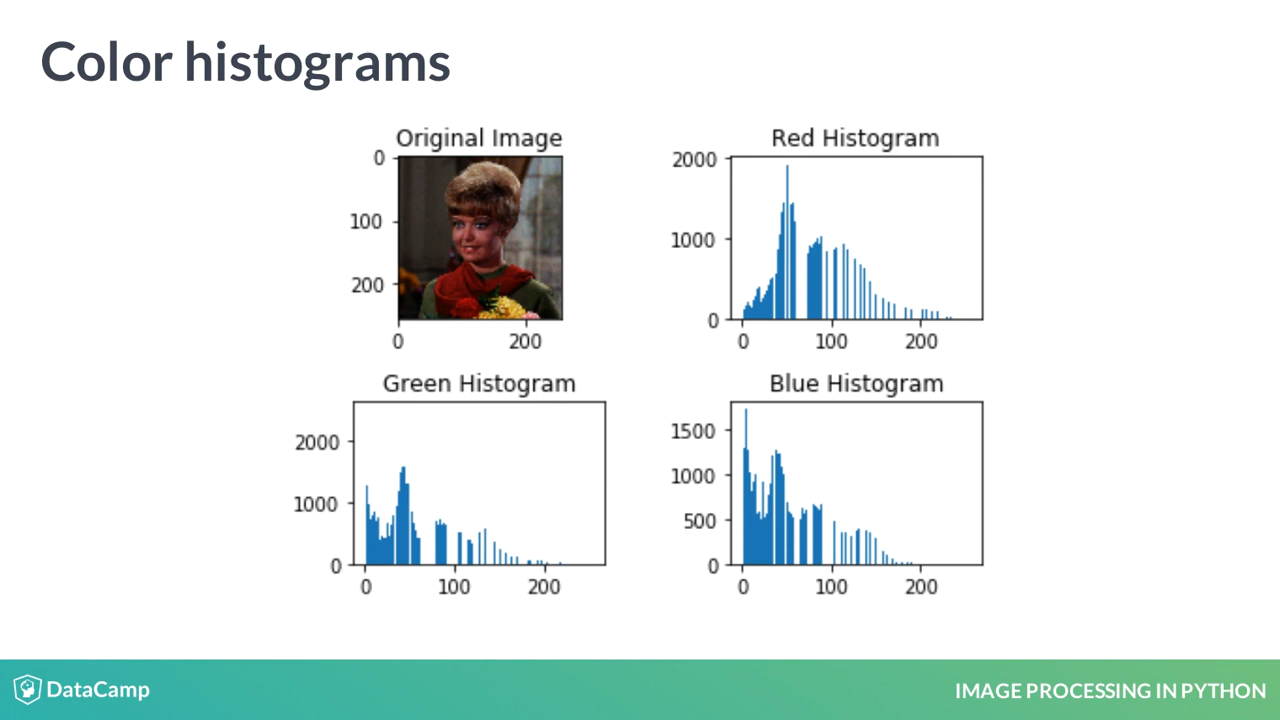 Color histograms
Original Image
0
100
200
0 200
Red Histogram
2000
1000
0
0 100 200
Green Histogram
2000
1000
0
0 100 200
Blue Histogram
1500
1000
500
0
0 100 200
DataCamp
IMAGE PROCESSING IN PYTHON